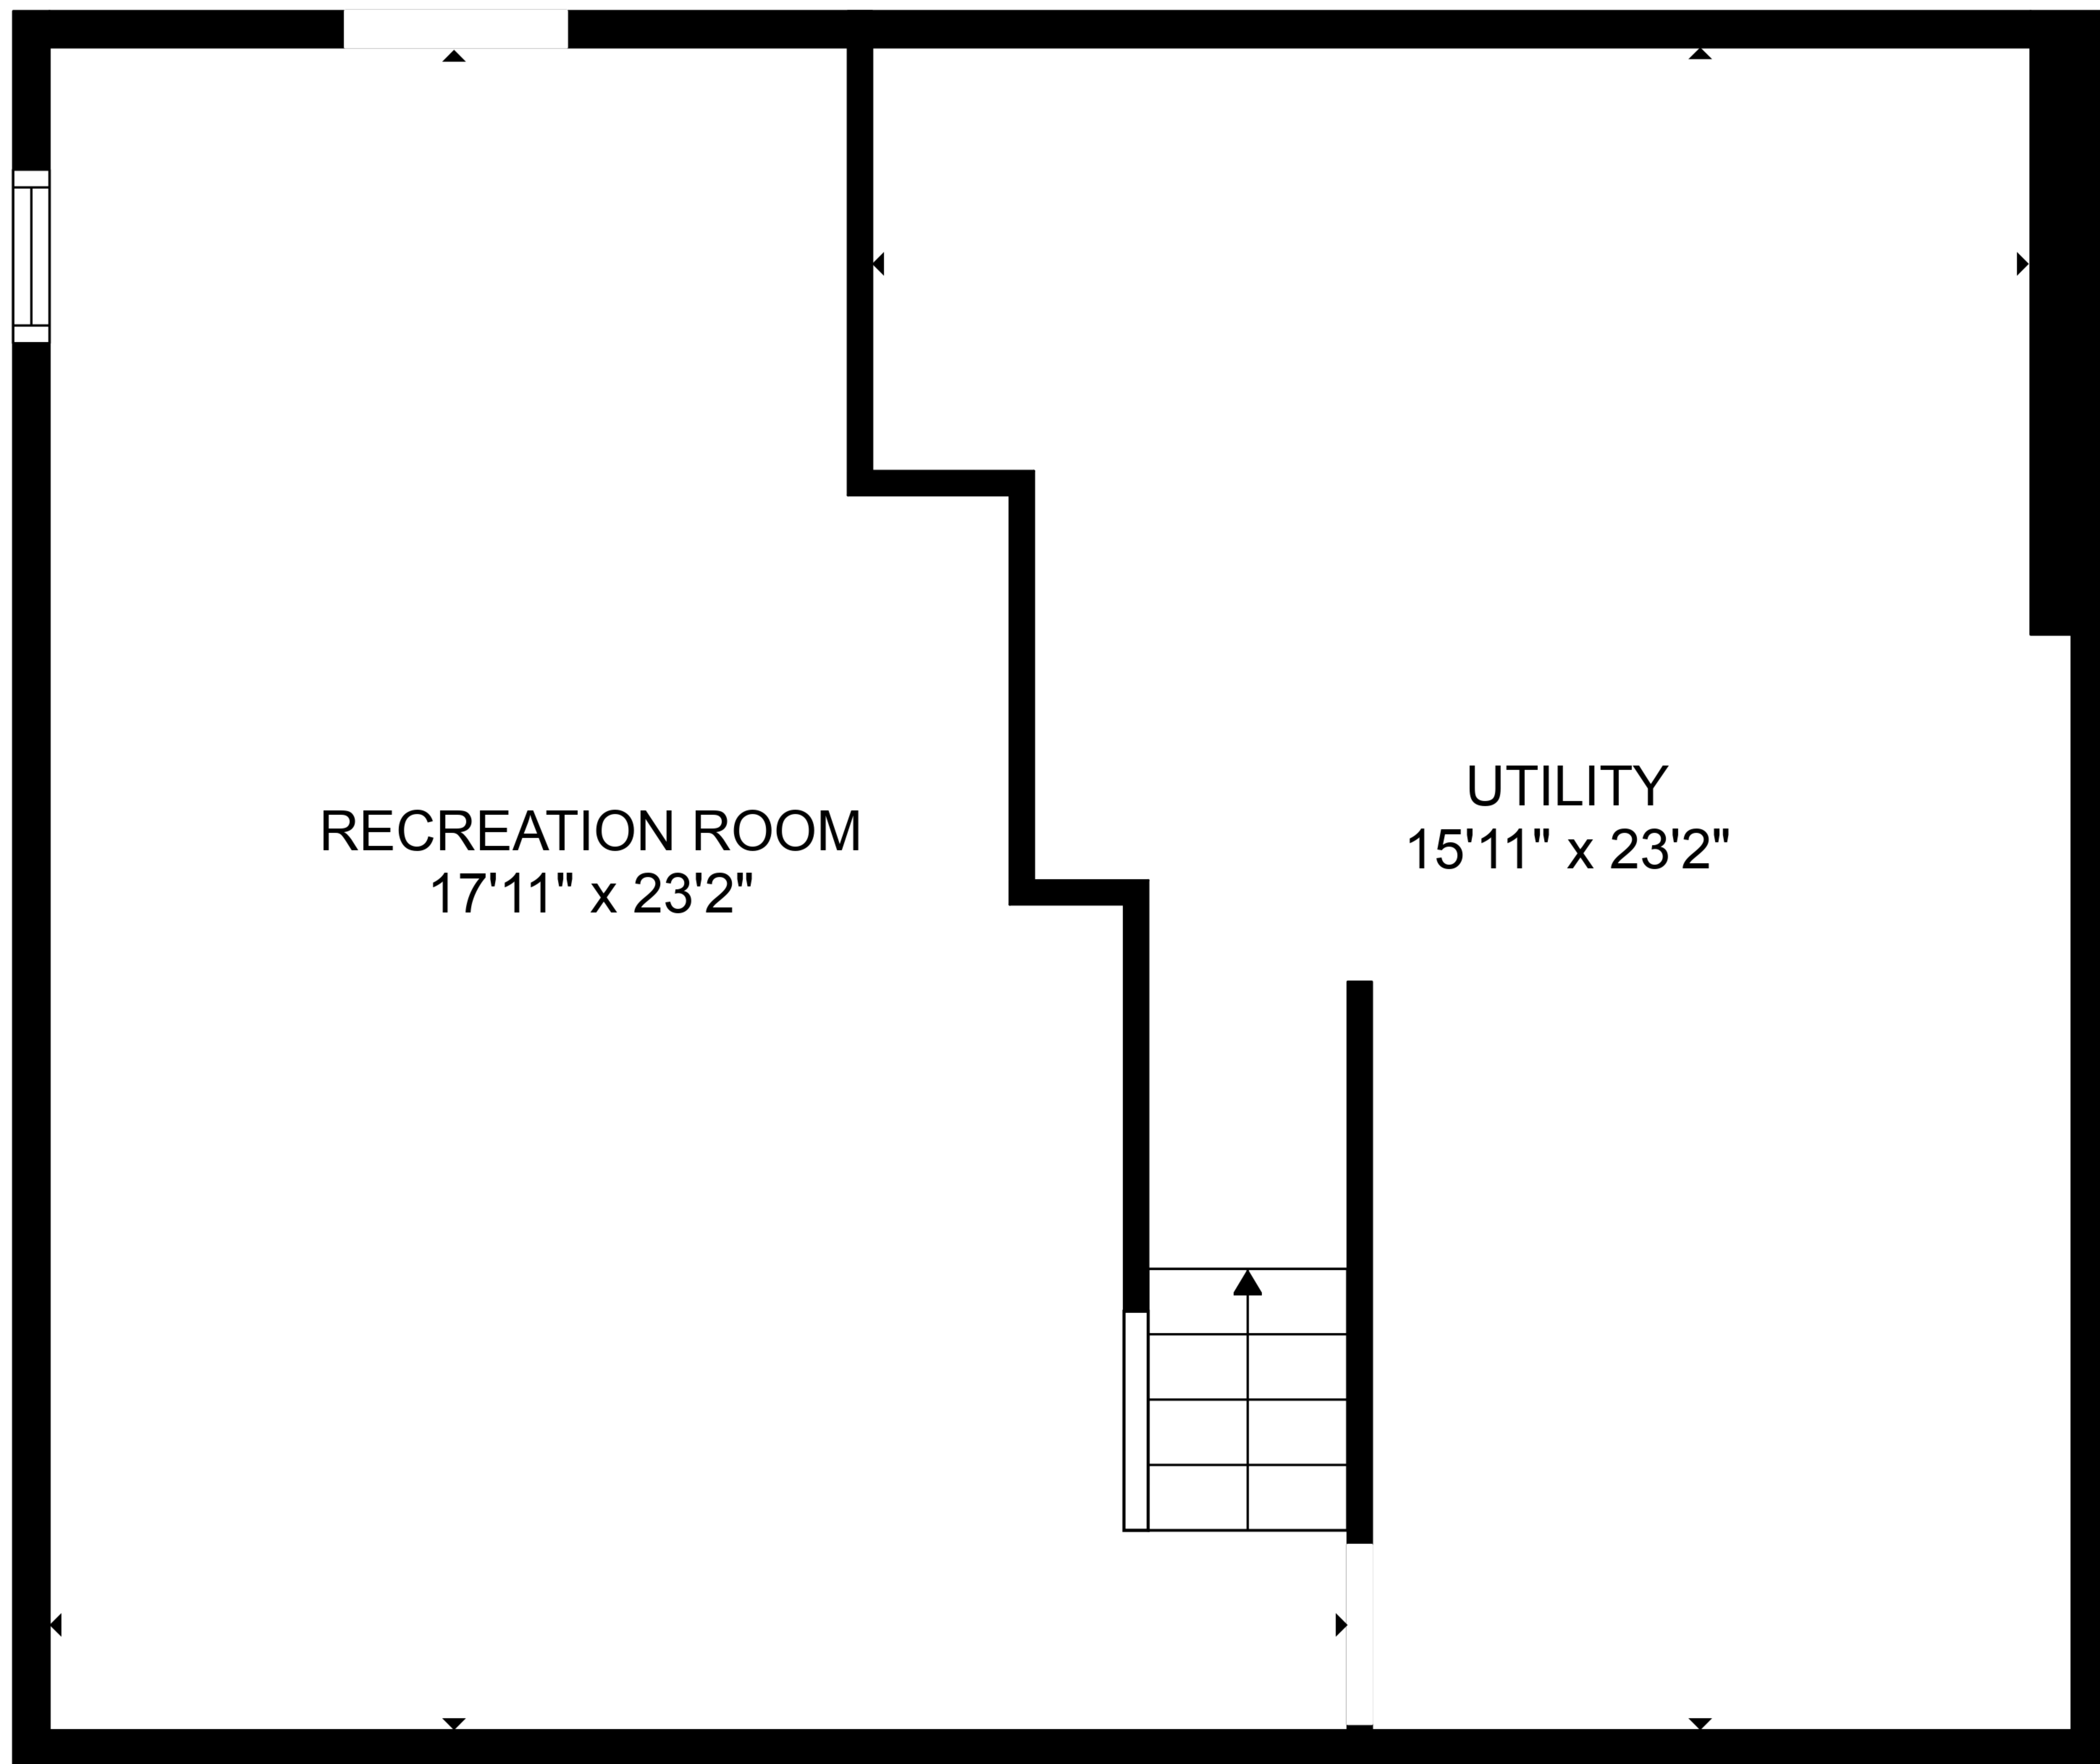 RECREATION ROOM
17'11" x 23'2"
UTILITY
15'11" x 23'2"